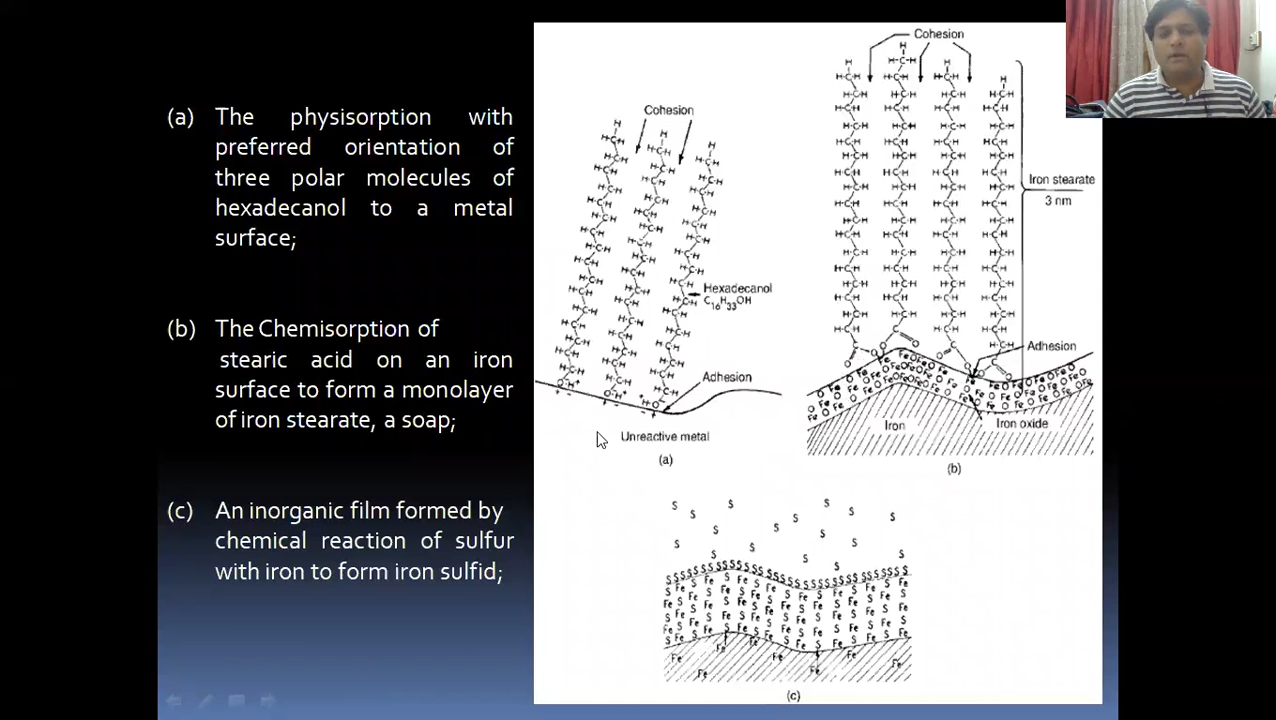 (a) The physisorption with
preferred orientation of
three polar molecules of
hexadecanol to a metal
surface;
(b) The Chemisorption of
stearic acid on an iron
surface to form a monolayer
of iron stearate, a soap;
(c) An inorganic film formed by
chemical reaction of sulfur
with iron to form iron sulfid;
Cohesion
Hexadecanol
C16H33OH
Adhesion
Unreactive metal
(a)
Cohesion
Iron stearate
3 nm
Adhesion
Iron
Iron oxide
(b)
(c)